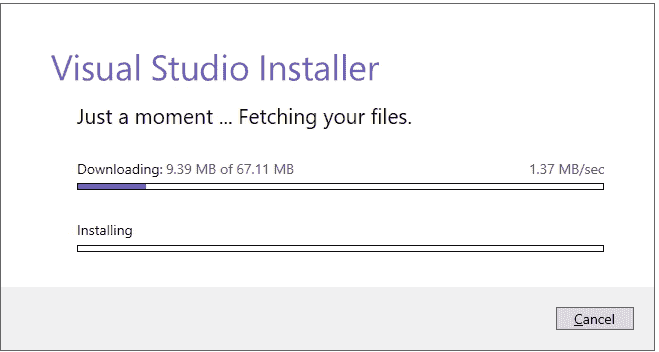 Visual Studio Installer
Just a moment ... Fetching your files.
Downloading: 9.39 MB of 67.11 MB 1.37 MB/sec
Installing
Cancel